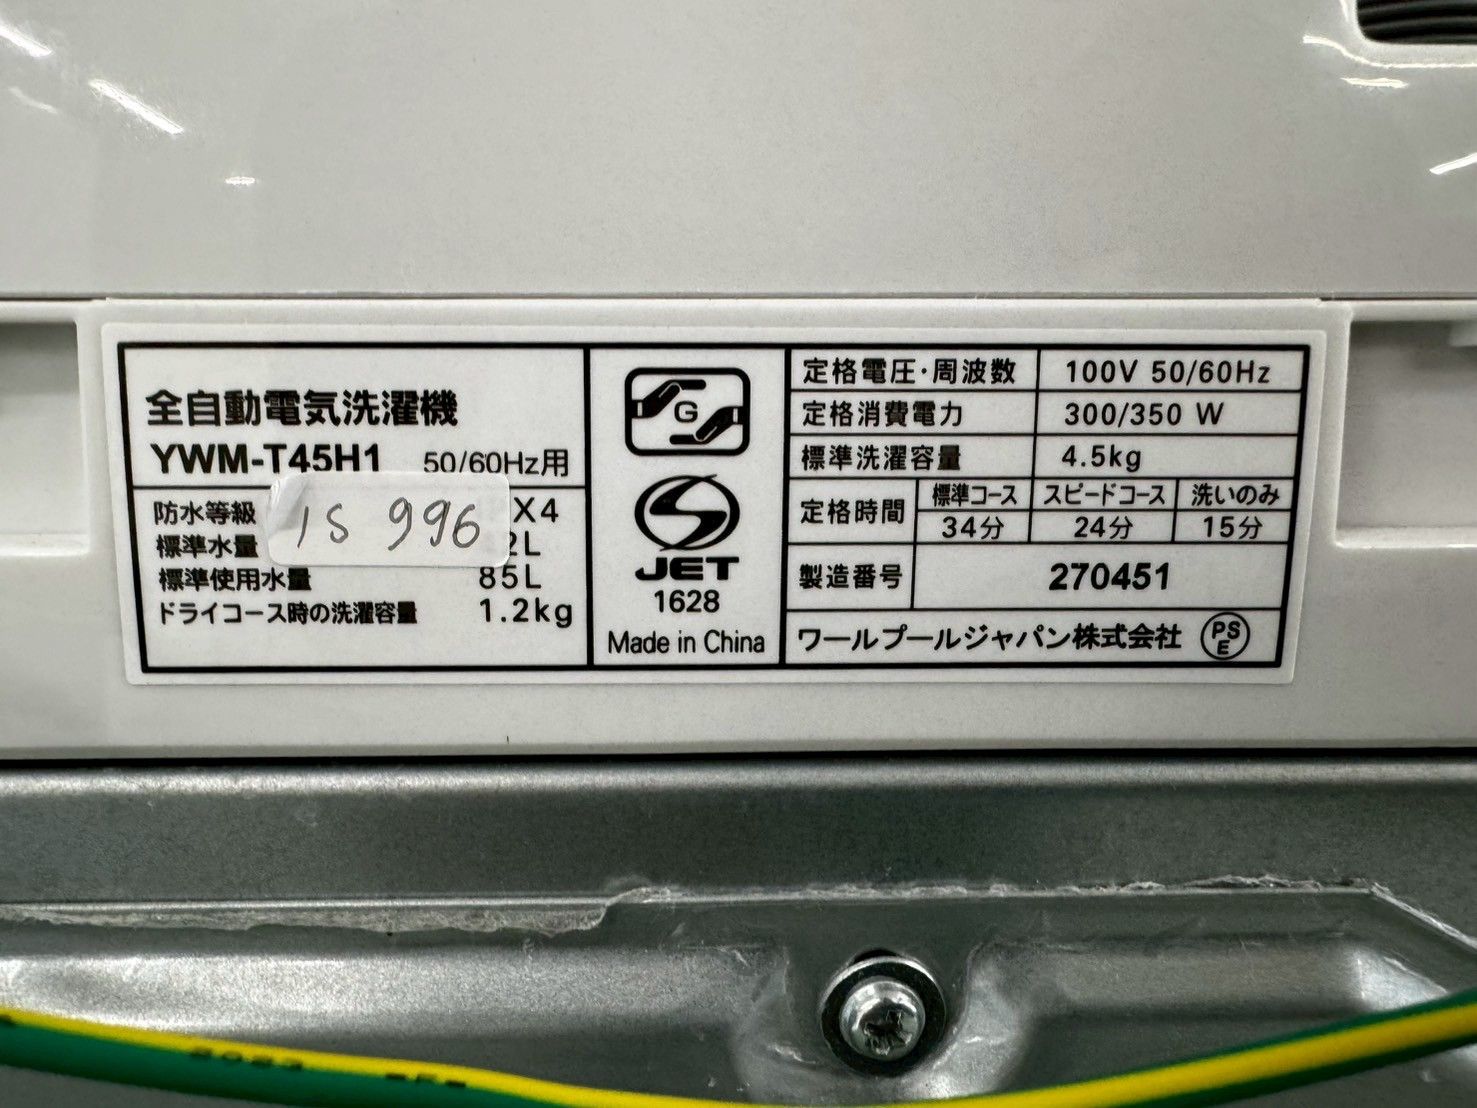 全自動電気洗濯機
YWM-T45H1 50/60Hz用
防水等級 X4
標準水量 2L
標準使用水量 85L
ドライコース時の洗濯容量 1.2kg
IS 996
G
JET
1628
Made in China
定格電圧・周波数 100V 50/60Hz
定格消費電力 300/350 W
標準洗濯容量 4.5kg
定格時間 標準コース スピードコース 洗いのみ
34分 24分 15分
製造番号 270451
ワールプールジャパン株式会社 PSE